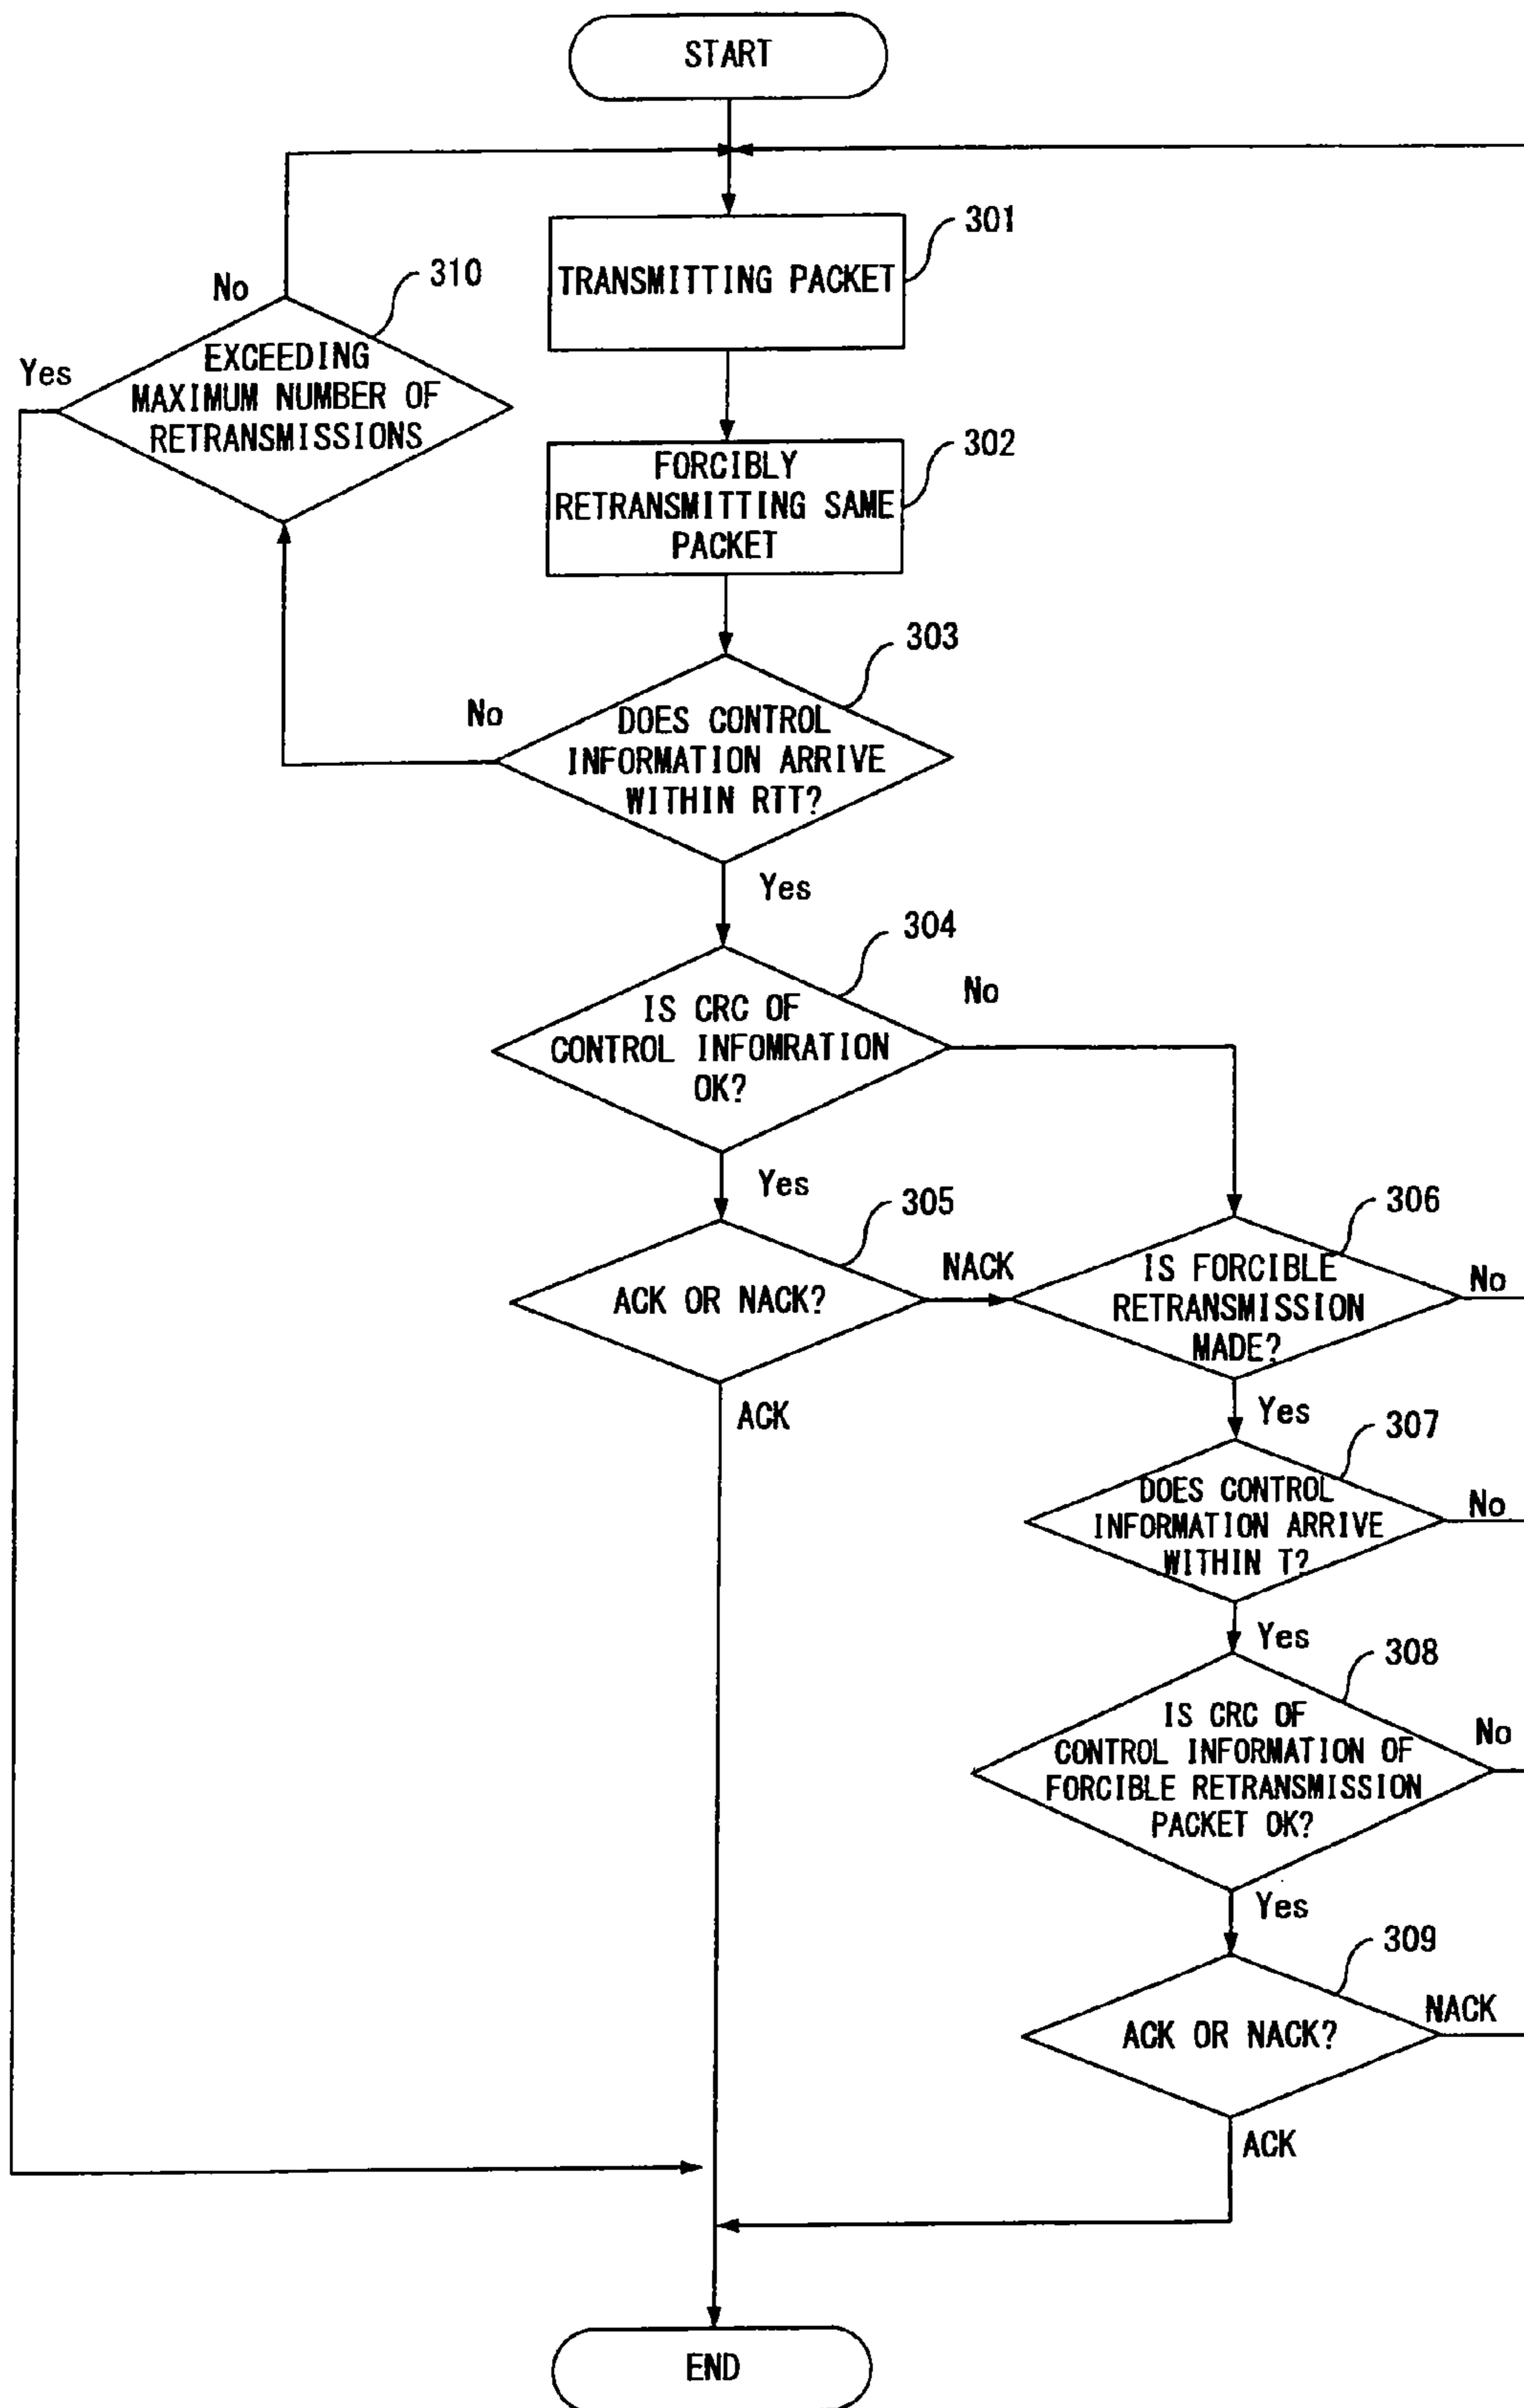 START
301
TRANSMITTING PACKET
No
310
Yes
EXCEEDING
MAXIMUM NUMBER OF
RETRANSMISSIONS
302
FORCIBLY
RETRANSMITTING SAME
PACKET
303
No
DOES CONTROL
INFORMATION ARRIVE
WITHIN RTT?
Yes
304
No
IS CRC OF
CONTROL INFOMRATION
OK?
Yes
305
ACK OR NACK?
NACK
ACK
306
IS FORCIBLE
RETRANSMISSION
MADE?
No
Yes
307
DOES CONTROL
INFORMATION ARRIVE
WITHIN T?
No
Yes
308
IS CRC OF
CONTROL INFORMATION OF
FORCIBLE RETRANSMISSION
PACKET OK?
No
Yes
309
ACK OR NACK?
NACK
ACK
END